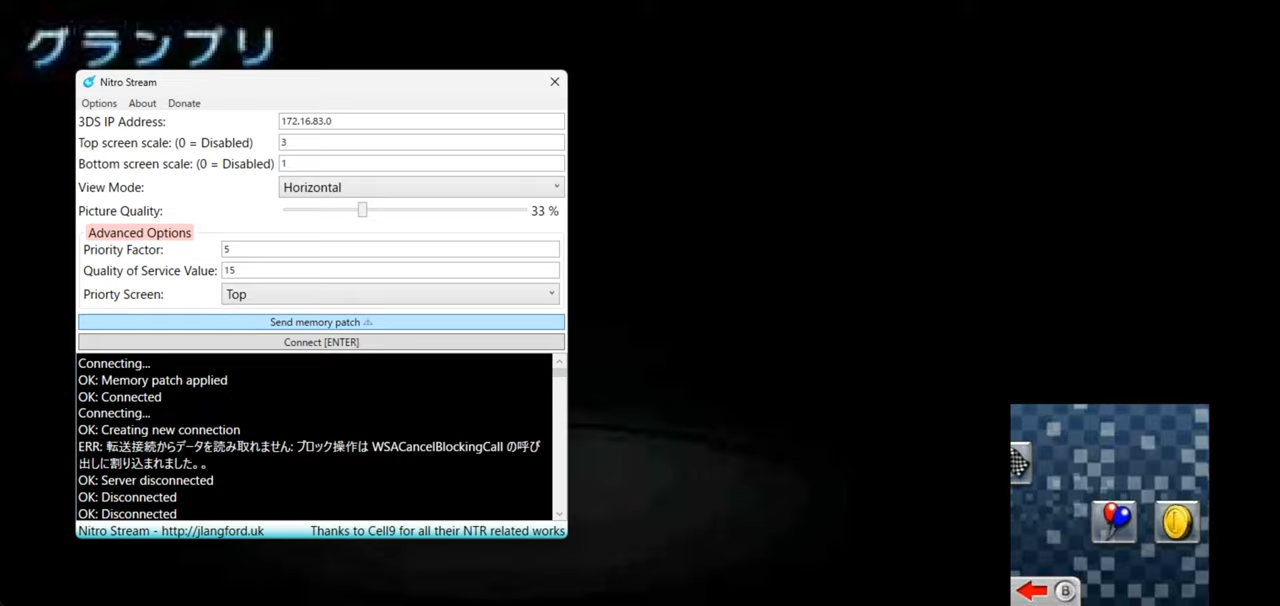 グランプリ
Nitro Stream
Options About Donate
3DS IP Address: 172.16.83.0
Top screen scale: (0 = Disabled) 3
Bottom screen scale: (0 = Disabled) 1
View Mode: Horizontal
Picture Quality: 33 %
Advanced Options
Priority Factor: 5
Quality of Service Value: 15
Priorty Screen: Top
Send memory patch ⚠
Connect [ENTER]
Connecting...
OK: Memory patch applied
OK: Connected
Connecting...
OK: Creating new connection
ERR: 転送接続からデータを読み取れません: ブロック操作は WSACancelBlockingCall の呼び
出しに割り込まれました。。
OK: Server disconnected
OK: Disconnected
OK: Disconnected
Nitro Stream - http://jlangford.uk Thanks to Cell9 for all their NTR related works
B